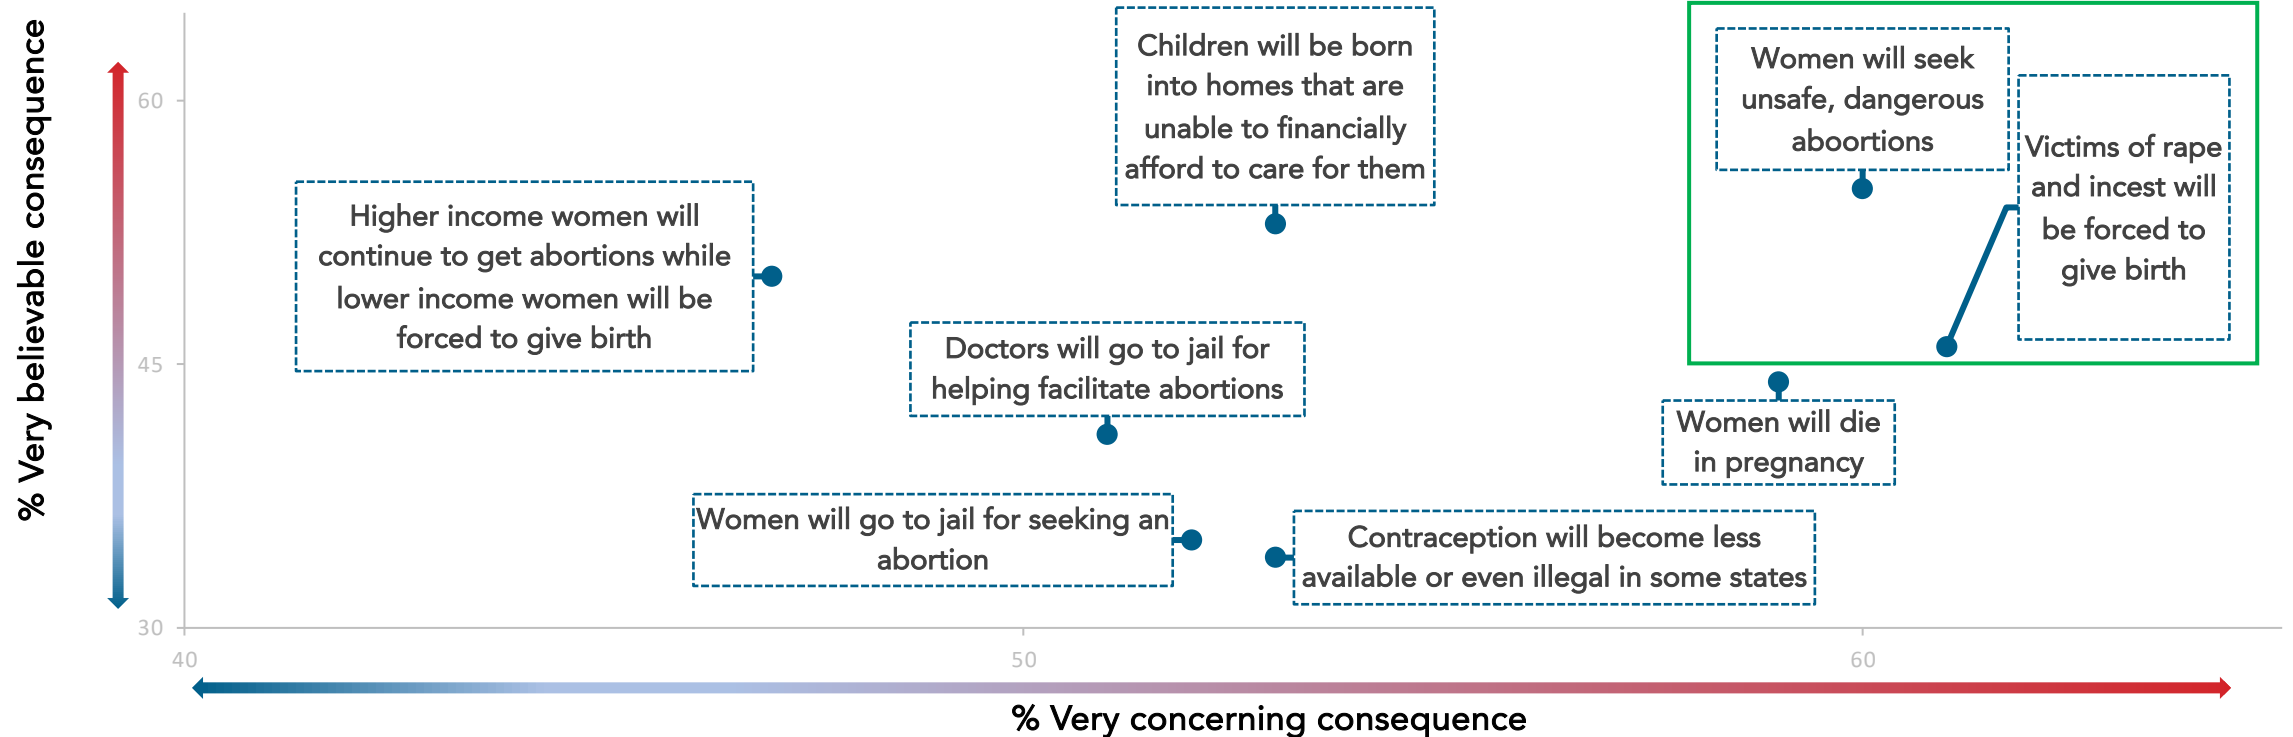 % Very believable consequence
60
45
30
Children will be born
into homes that are
unable to financially
afford to care for them
Women will seek
unsafe, dangerous
aboortions
Victims of rape
and incest will
be forced to
give birth
Higher income women will
continue to get abortions while
lower income women will be
forced to give birth
Doctors will go to jail for
helping facilitate abortions
Women will die
in pregnancy
Women will go to jail for seeking an
abortion
Contraception will become less
available or even illegal in some states
40
50
60
% Very concerning consequence